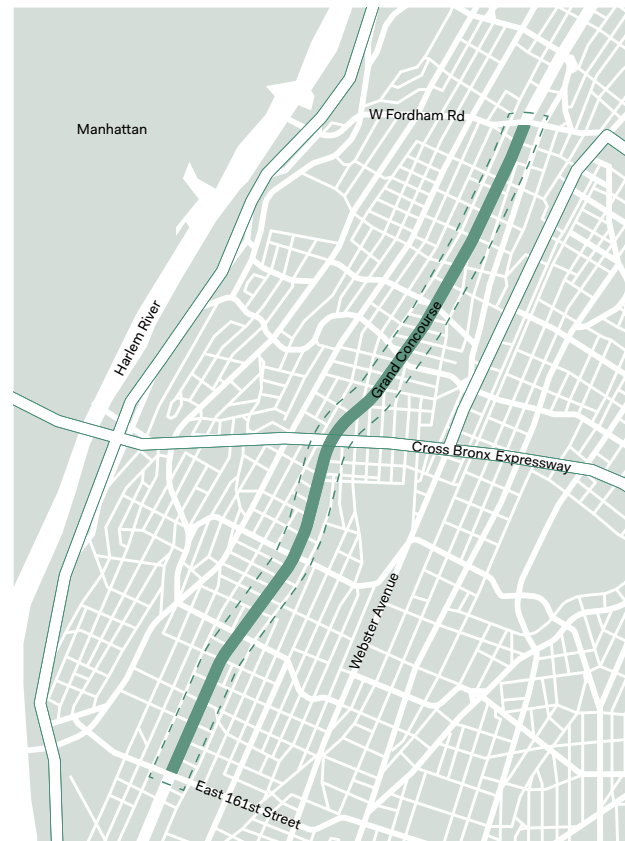 W Fordham Rd
Manhattan
Harlem River
Grand Concourse
Cross Bronx Expressway
Webster Avenue
East 161st Street